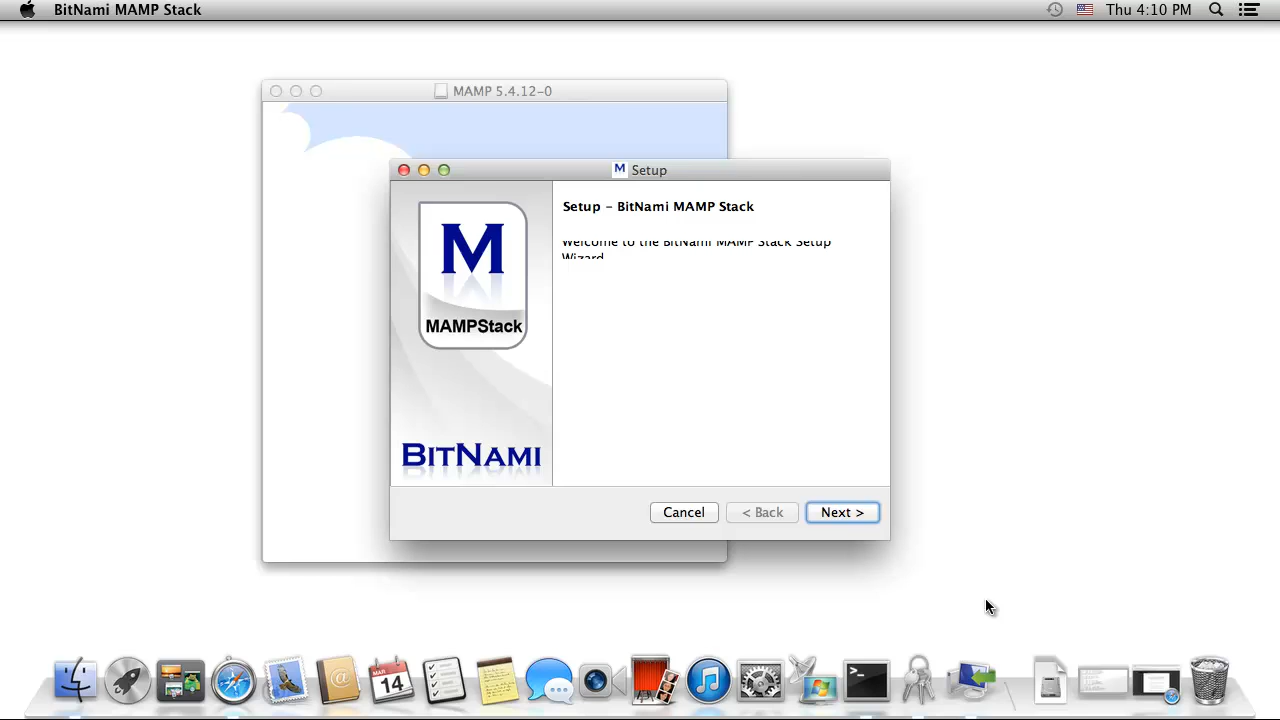 BitNami MAMP Stack
Thu 4:10 PM
MAMP 5.4.12-0
Setup
M
MAMPStack
BITNAMI
Setup - BitNami MAMP Stack
Welcome to the BitNami MAMP Stack Setup
Wizard
Cancel
< Back
Next >
14